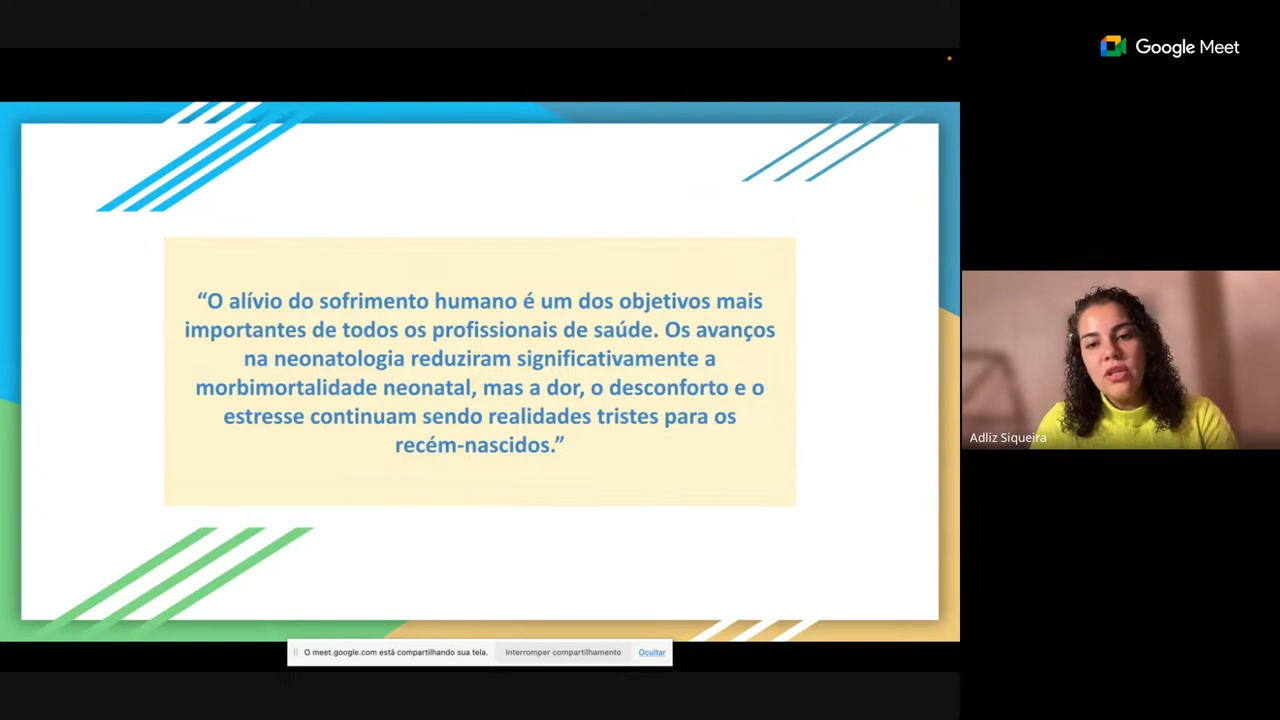 Google Meet
“O alívio do sofrimento humano é um dos objetivos mais
importantes de todos os profissionais de saúde. Os avanços
na neonatologia reduziram significativamente a
morbimortalidade neonatal, mas a dor, o desconforto e o
estresse continuam sendo realidades tristes para os
recém-nascidos.”
Adliz Siqueira
O meet.google.com está compartilhando sua tela. Interromper compartilhamento Ocultar